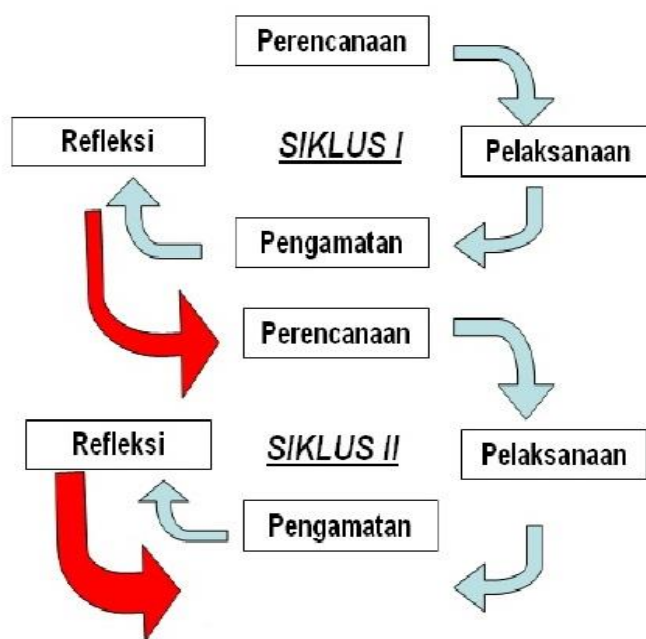 Perencanaan
Refleksi
SIKLUS I
Pelaksanaan
Pengamatan
Perencanaan
Refleksi
SIKLUS II
Pelaksanaan
Pengamatan